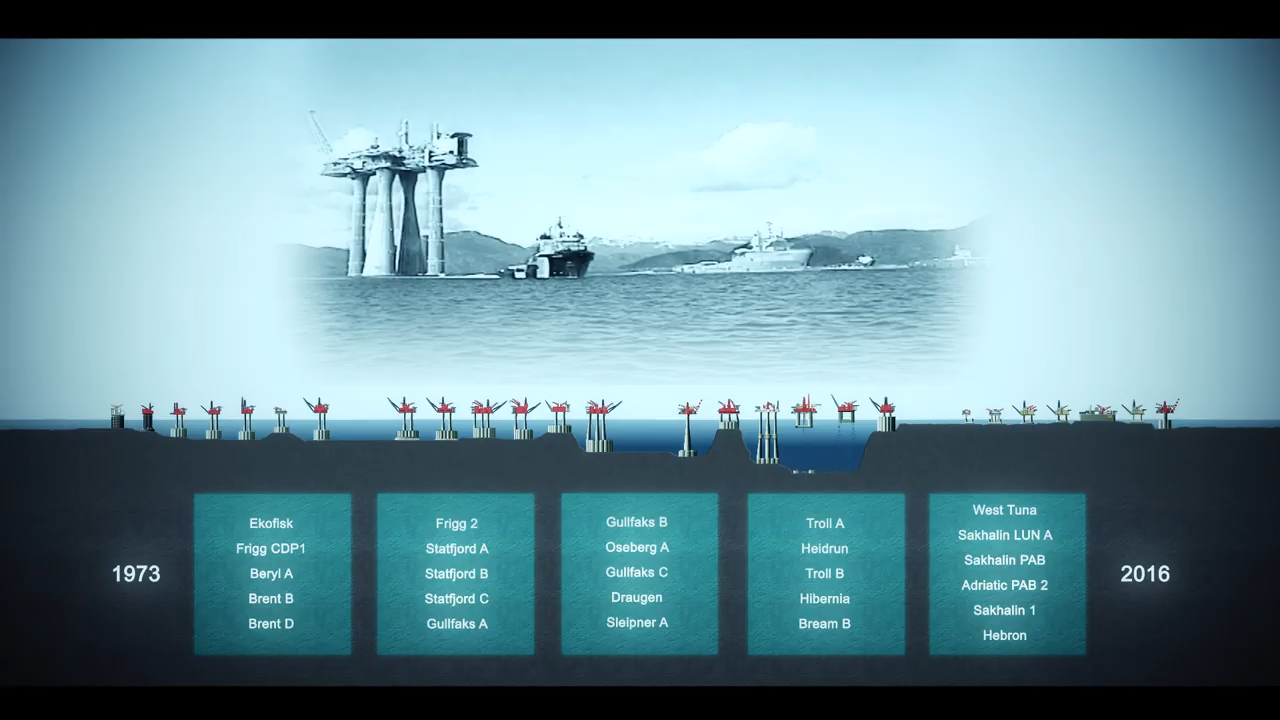 1973
Ekofisk
Frigg CDP1
Beryl A
Brent B
Brent D
Frigg 2
Statfjord A
Statfjord B
Statfjord C
Gullfaks A
Gullfaks B
Oseberg A
Gullfaks C
Draugen
Sleipner A
Troll A
Heidrun
Troll B
Hibernia
Bream B
West Tuna
Sakhalin LUN A
Sakhalin PAB
Adriatic PAB 2
Sakhalin 1
Hebron
2016